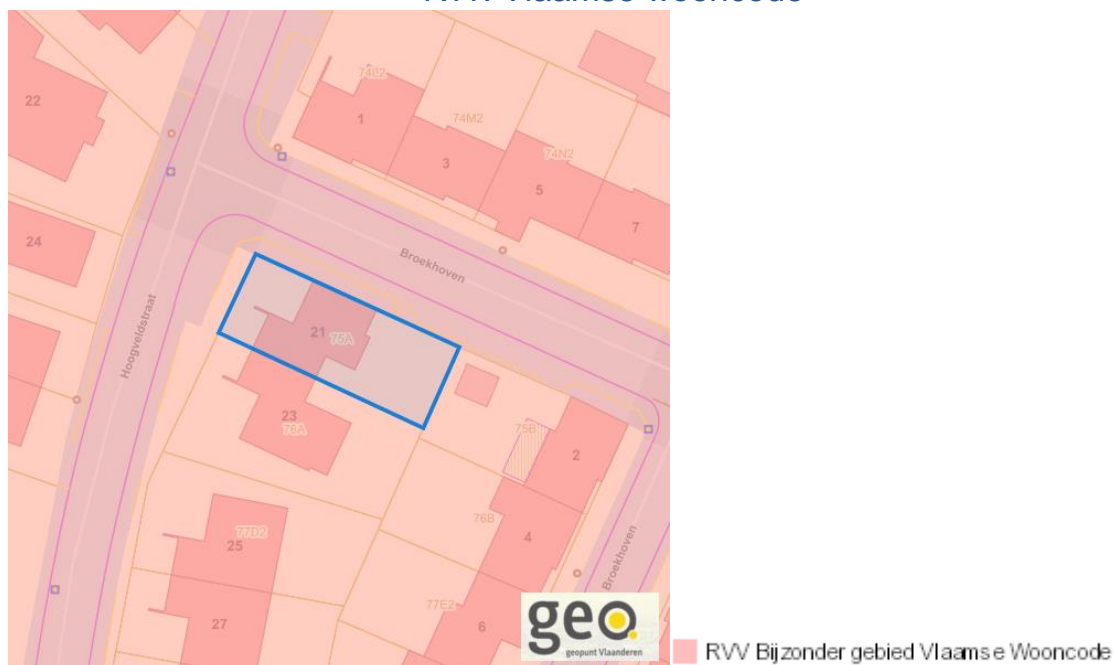 RVV Vlaamse wooncode
22
74L2
1
74M2
3
74N2
5
7
24
Broekhoven
Hoogveldstraat
21
75A
23
78A
75B
2
76B
4
77D2
25
Broekhoven
77E2
27
6
geo
geopunt Vlaanderen
RVV Bijzonder gebied Vlaamse Wooncode